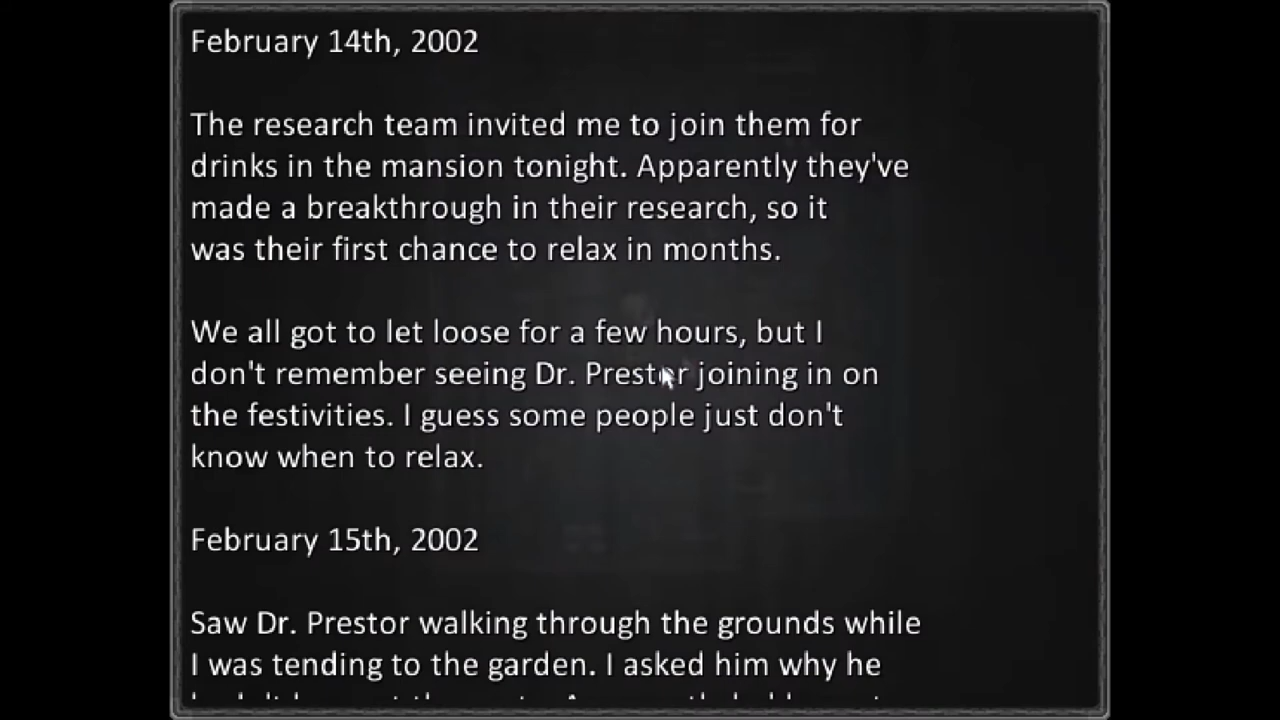 February 14th, 2002
The research team invited me to join them for
drinks in the mansion tonight. Apparently they've
made a breakthrough in their research, so it
was their first chance to relax in months.
We all got to let loose for a few hours, but I
don't remember seeing Dr. Prestor joining in on
the festivities. I guess some people just don't
know when to relax.
February 15th, 2002
Saw Dr. Prestor walking through the grounds while
I was tending to the garden. I asked him why he